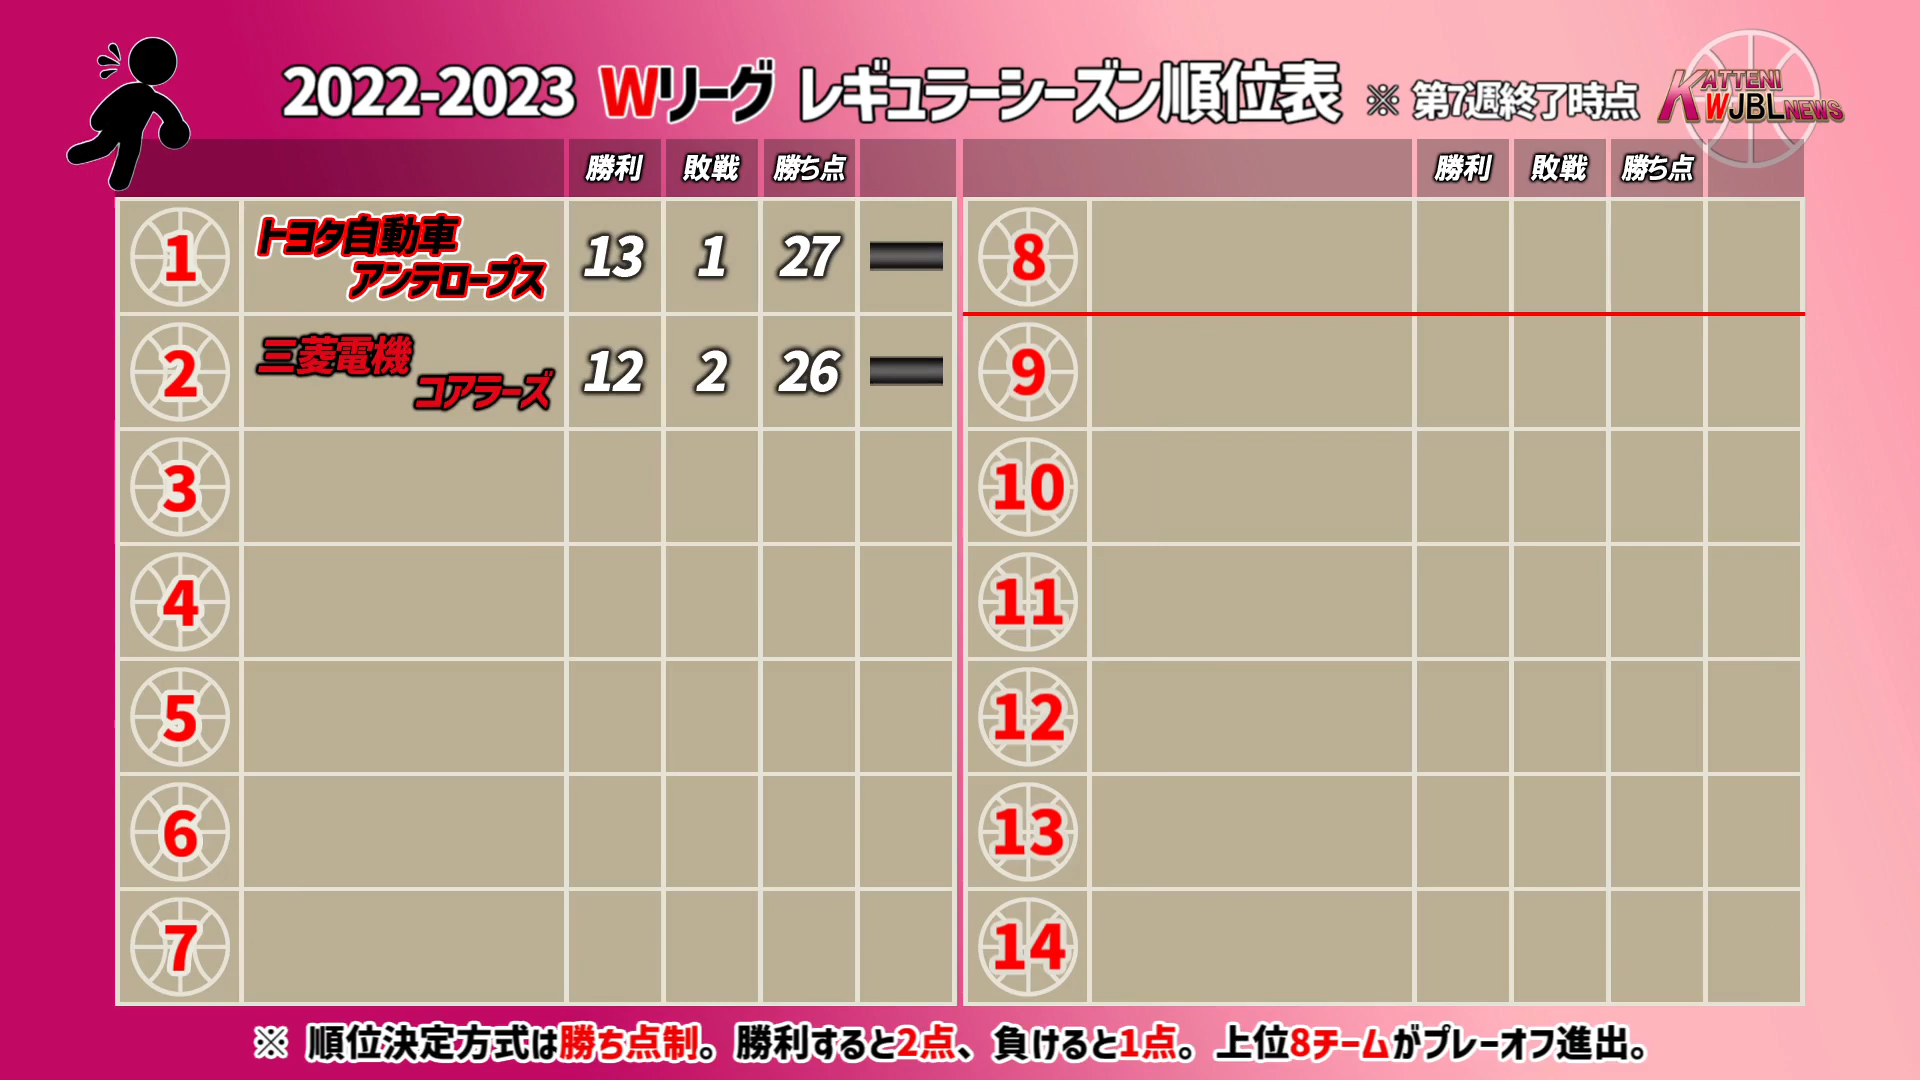 2022-2023 Wリーグ レギュラーシーズン順位表 ※ 第7週終了時点
KATTENI
WJBL NEWS
勝利 敗戦 勝ち点
勝利 敗戦 勝ち点
1 トヨタ自動車
アンテロープス 13 1 27
2 三菱電機
コアラーズ 12 2 26
3
4
5
6
7
8
9
10
11
12
13
14
※ 順位決定方式は勝ち点制。勝利すると2点、負けると1点。上位8チームがプレーオフ進出。